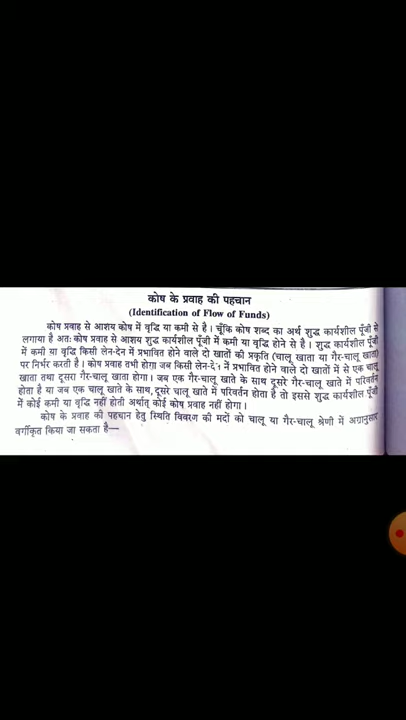 कोष के प्रवाह की पहचान
(Identification of Flow of Funds)
कोष प्रवाह से आशय कोष में वृद्धि या कमी से है। चूँकि कोष शब्द का अर्थ शुद्ध कार्यशील पूँजी से
लगाया है अतः कोष प्रवाह से आशय शुद्ध कार्यशील पूँजी में कमी या वृद्धि होने से है। शुद्ध कार्यशील पूँजी
में कमी या वृद्धि किसी लेन-देन में प्रभावित होने वाले दो खातों की प्रकृति (चालू खाता या गैर-चालू खाता)
पर निर्भर करती है। कोष प्रवाह तभी होगा जब किसी लेन-देन में प्रभावित होने वाले दो खातों में से एक चालू
खाता तथा दूसरा गैर-चालू खाता होगा। जब एक गैर-चालू खाते के साथ दूसरे गैर-चालू खाते में परिवर्तन
होता है या जब एक चालू खाते के साथ, दूसरे चालू खाते में परिवर्तन होता है तो इससे शुद्ध कार्यशील पूँजी
में कोई कमी या वृद्धि नहीं होती अर्थात् कोई कोष प्रवाह नहीं होगा।
कोष के प्रवाह की पहचान हेतु स्थिति विवरण की मदों को चालू या गैर-चालू श्रेणी में अग्रानुसार
वर्गीकृत किया जा सकता है—